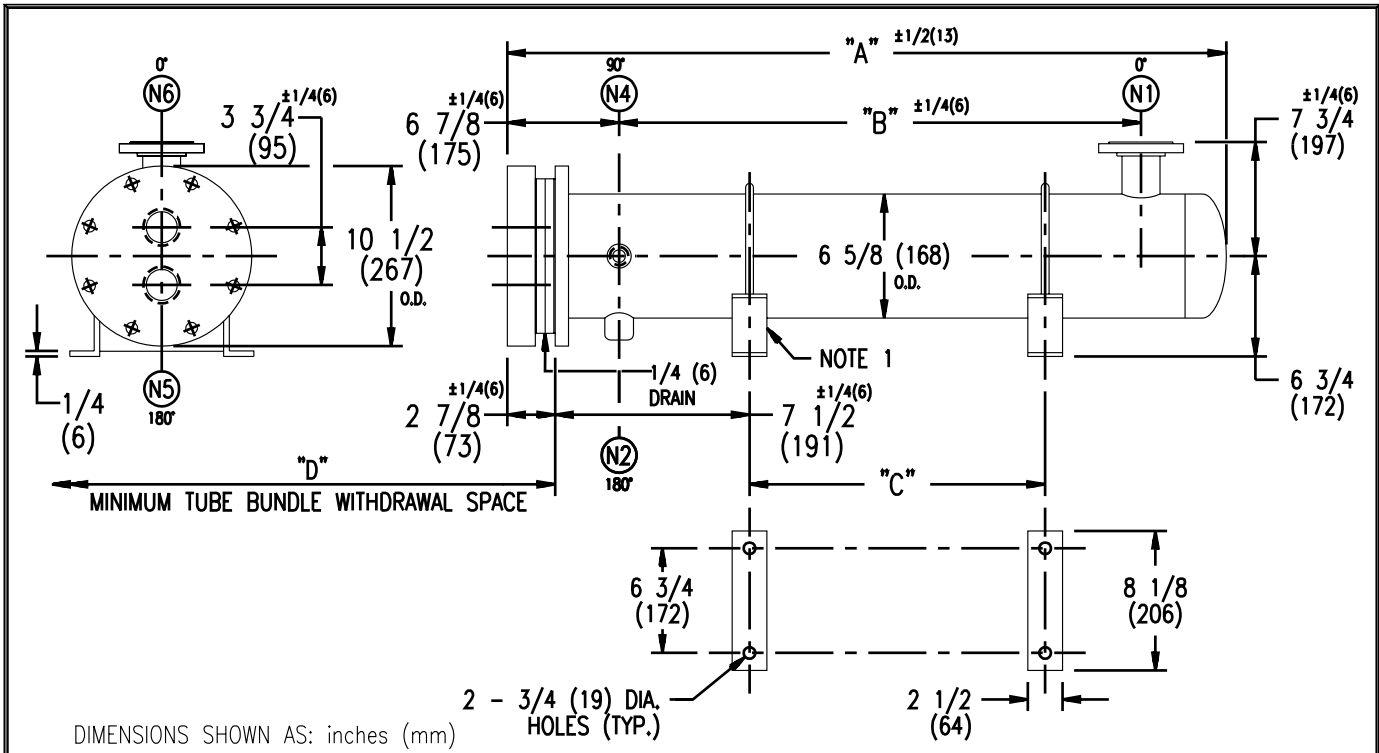 "A" ±1/2(13)
0°
N6
±1/4(6)
3 3/4
(95)
10 1/2
(267)
O.D.
1/4
(6)
N5
180°
±1/4(6)
6 7/8
(175)
90°
N4
"B" ±1/4(6)
0°
N1
±1/4(6)
7 3/4
(197)
6 5/8 (168)
O.D.
NOTE 1
6 3/4
(172)
1/4 (6)
DRAIN
±1/4(6)
2 7/8
(73)
±1/4(6)
7 1/2
(191)
N2
180°
"D"
MINIMUM TUBE BUNDLE WITHDRAWAL SPACE
"C"
6 3/4
(172)
8 1/8
(206)
2 - 3/4 (19) DIA.
HOLES (TYP.)
2 1/2
(64)
DIMENSIONS SHOWN AS: inches (mm)